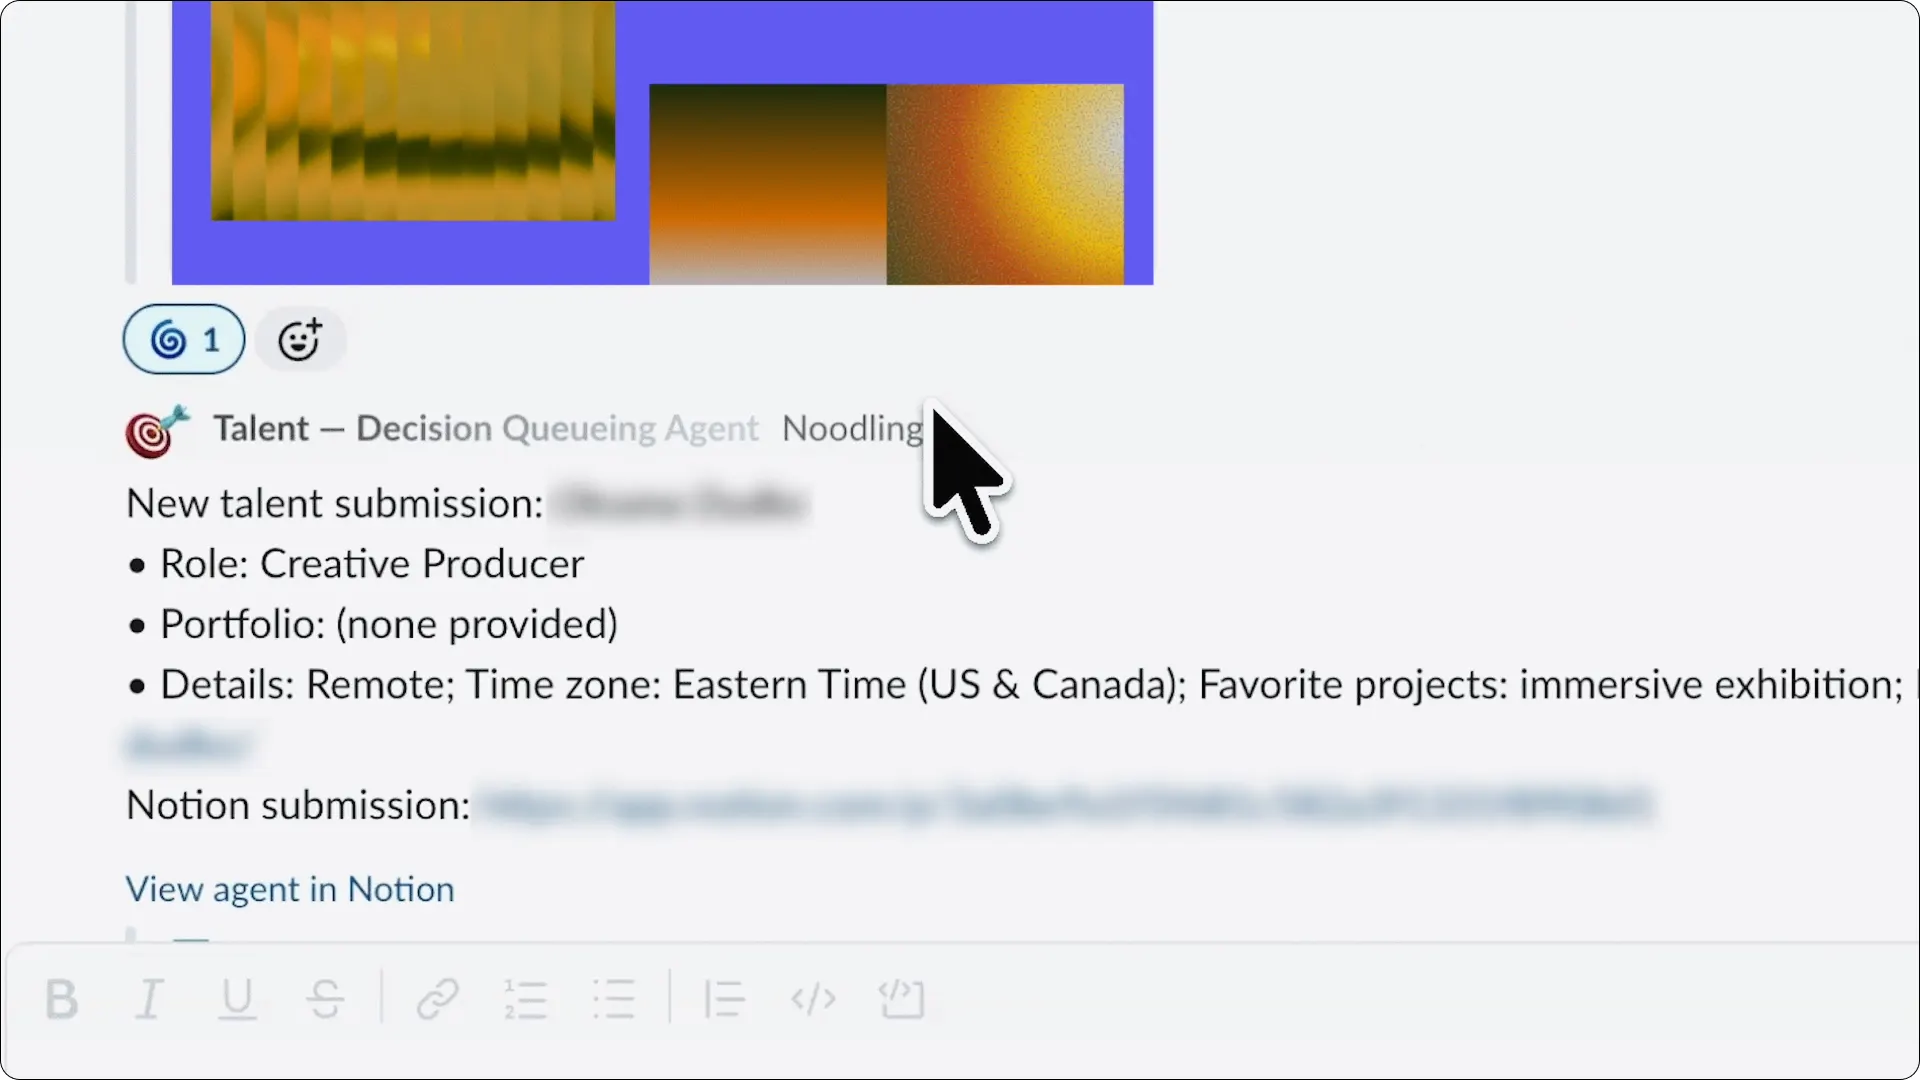 1
Talent — Decision Queueing Agent Noodling
New talent submission:
• Role: Creative Producer
• Portfolio: (none provided)
• Details: Remote; Time zone: Eastern Time (US & Canada); Favorite projects: immersive exhibition;
Notion submission:
View agent in Notion
B I U S